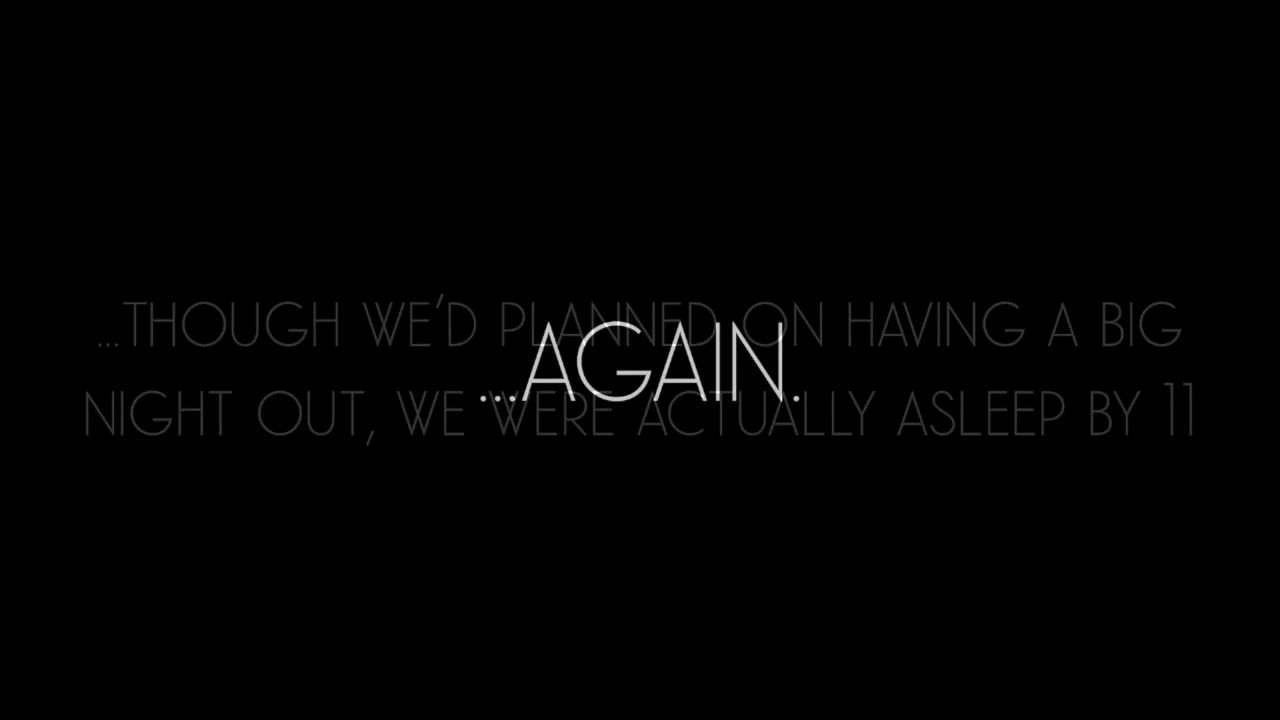 ...THOUGH WE'D PLANNED ON HAVING A BIG
...AGAIN.
NIGHT OUT, WE WERE ACTUALLY ASLEEP BY 11